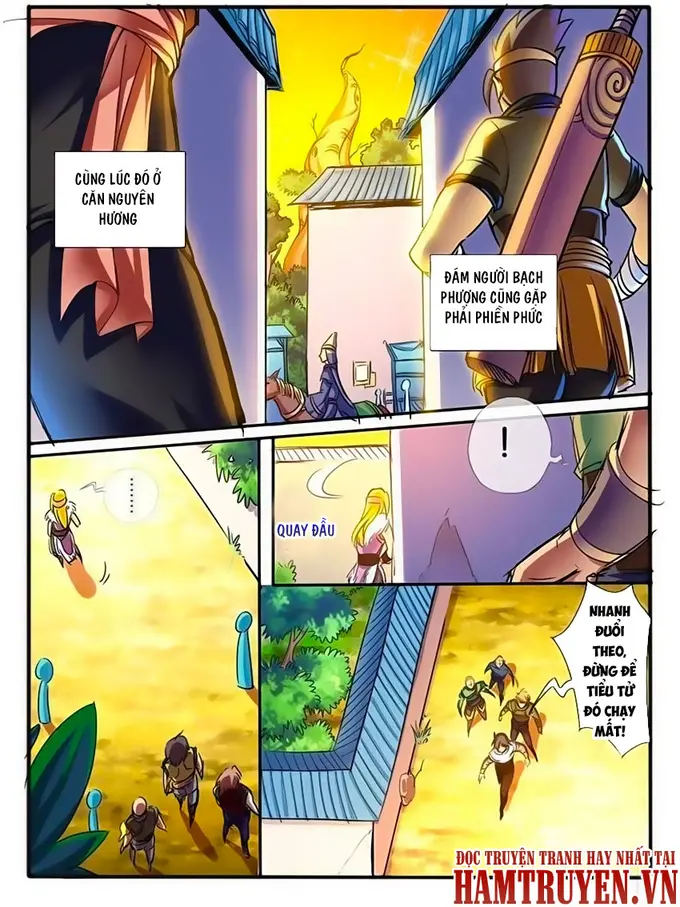 CÙNG LÚC ĐÓ Ở
CĂN NGUYÊN
HƯƠNG
ĐÁM NGƯỜI BẠCH
PHƯỢNG CŨNG GẶP
PHẢI PHIỀN PHỨC
!
......
QUAY ĐẦU
NHANH
ĐUỔI
THEO,
ĐỪNG ĐỂ
TIỂU TỬ
ĐÓ CHẠY
MẤT!
ĐỌC TRUYỆN TRANH HAY NHẤT TẠI
HAMTRUYEN.VN